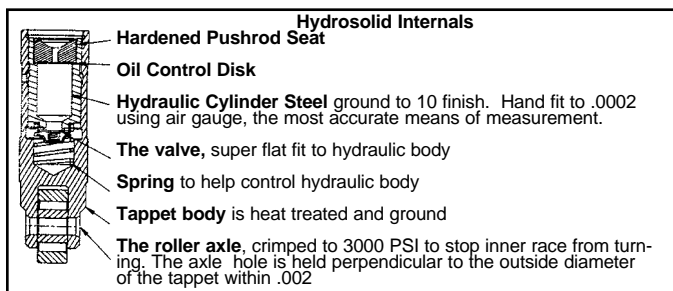 Hydrosolid Internals
Hardened Pushrod Seat
Oil Control Disk
Hydraulic Cylinder Steel ground to 10 finish. Hand fit to .0002
using air gauge, the most accurate means of measurement.
The valve, super flat fit to hydraulic body
Spring to help control hydraulic body
Tappet body is heat treated and ground
The roller axle, crimped to 3000 PSI to stop inner race from turn-
ing. The axle hole is held perpendicular to the outside diameter
of the tappet within .002